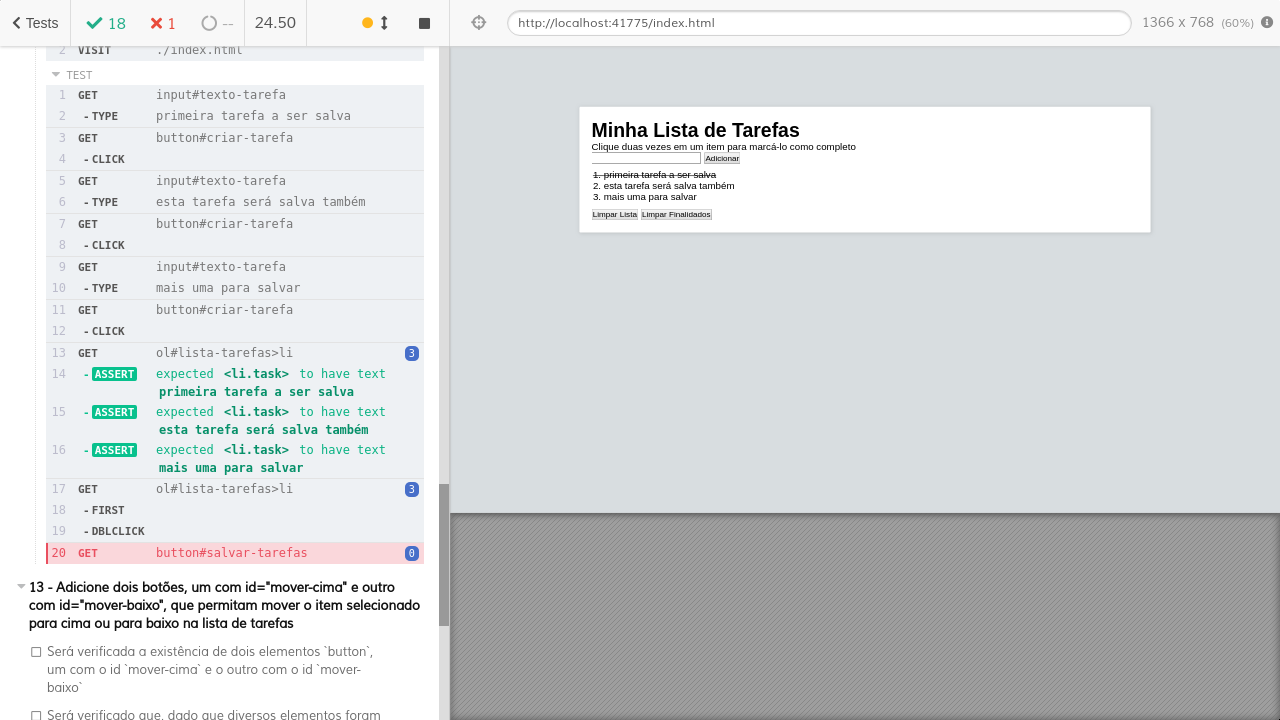 Tests 18 1 -- 24.50
http://localhost:41775/index.html 1366 x 768 (60%)
2 VISIT ./index.html
TEST
1 GET input#texto-tarefa
2 -TYPE primeira tarefa a ser salva
3 GET button#criar-tarefa
4 -CLICK
5 GET input#texto-tarefa
6 -TYPE esta tarefa será salva também
7 GET button#criar-tarefa
8 -CLICK
9 GET input#texto-tarefa
10 -TYPE mais uma para salvar
11 GET button#criar-tarefa
12 -CLICK
13 GET ol#lista-tarefas>li 3
14 -ASSERT expected <li.task> to have text
primeira tarefa a ser salva
15 -ASSERT expected <li.task> to have text
esta tarefa será salva também
16 -ASSERT expected <li.task> to have text
mais uma para salvar
17 GET ol#lista-tarefas>li 3
18 -FIRST
19 -DBLCLICK
20 GET button#salvar-tarefas 0
13 - Adicione dois botões, um com id="mover-cima" e outro
com id="mover-baixo", que permitam mover o item selecionado
para cima ou para baixo na lista de tarefas
Será verificada a existência de dois elementos `button`,
um com o id `mover-cima` e o outro com o id `mover-
baixo`
Será verificado que, dado que diversos elementos foram
Minha Lista de Tarefas
Clique duas vezes em um item para marcá-lo como completo
Adicionar
1. primeira tarefa a ser salva
2. esta tarefa será salva também
3. mais uma para salvar
Limpar Lista Limpar Finalidados